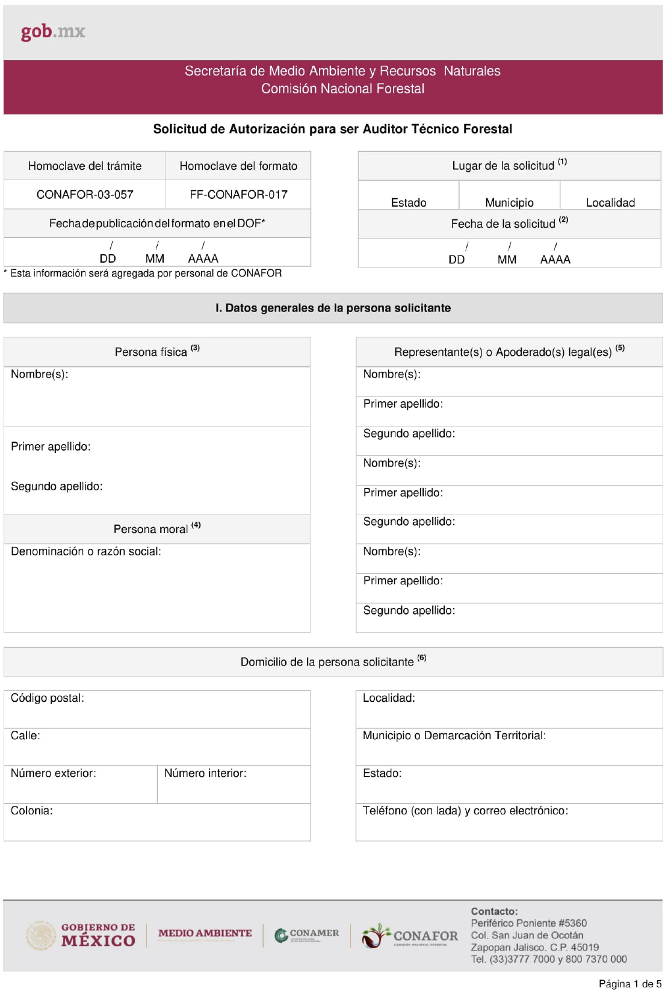 gob.mx
Secretaría de Medio Ambiente y Recursos Naturales
Comisión Nacional Forestal
Solicitud de Autorización para ser Auditor Técnico Forestal
Homoclave del trámite
Homoclave del formato
CONAFOR-03-057
FF-CONAFOR-017
Fecha de publicación del formato en el DOF*
/ / /
DD MM AAAA
* Esta información será agregada por personal de CONAFOR
Lugar de la solicitud (1)
Estado
Municipio
Localidad
Fecha de la solicitud (2)
/ / /
DD MM AAAA
I. Datos generales de la persona solicitante
Persona física (3)
Nombre(s):
Primer apellido:
Segundo apellido:
Persona moral (4)
Denominación o razón social:
Representante(s) o Apoderado(s) legal(es) (5)
Nombre(s):
Primer apellido:
Segundo apellido:
Nombre(s):
Primer apellido:
Segundo apellido:
Nombre(s):
Primer apellido:
Segundo apellido:
Domicilio de la persona solicitante (6)
Código postal:
Calle:
Número exterior:
Número interior:
Colonia:
Localidad:
Municipio o Demarcación Territorial:
Estado:
Teléfono (con lada) y correo electrónico:
GOBIERNO DE
MÉXICO
MEDIO AMBIENTE
CONAMER
CONAFOR
COMISIÓN NACIONAL FORESTAL
Contacto:
Periférico Poniente #5360
Col. San Juan de Ocotán
Zapopan Jalisco. C.P. 45019
Tel. (33)3777 7000 y 800 7370 000
Página 1 de 5